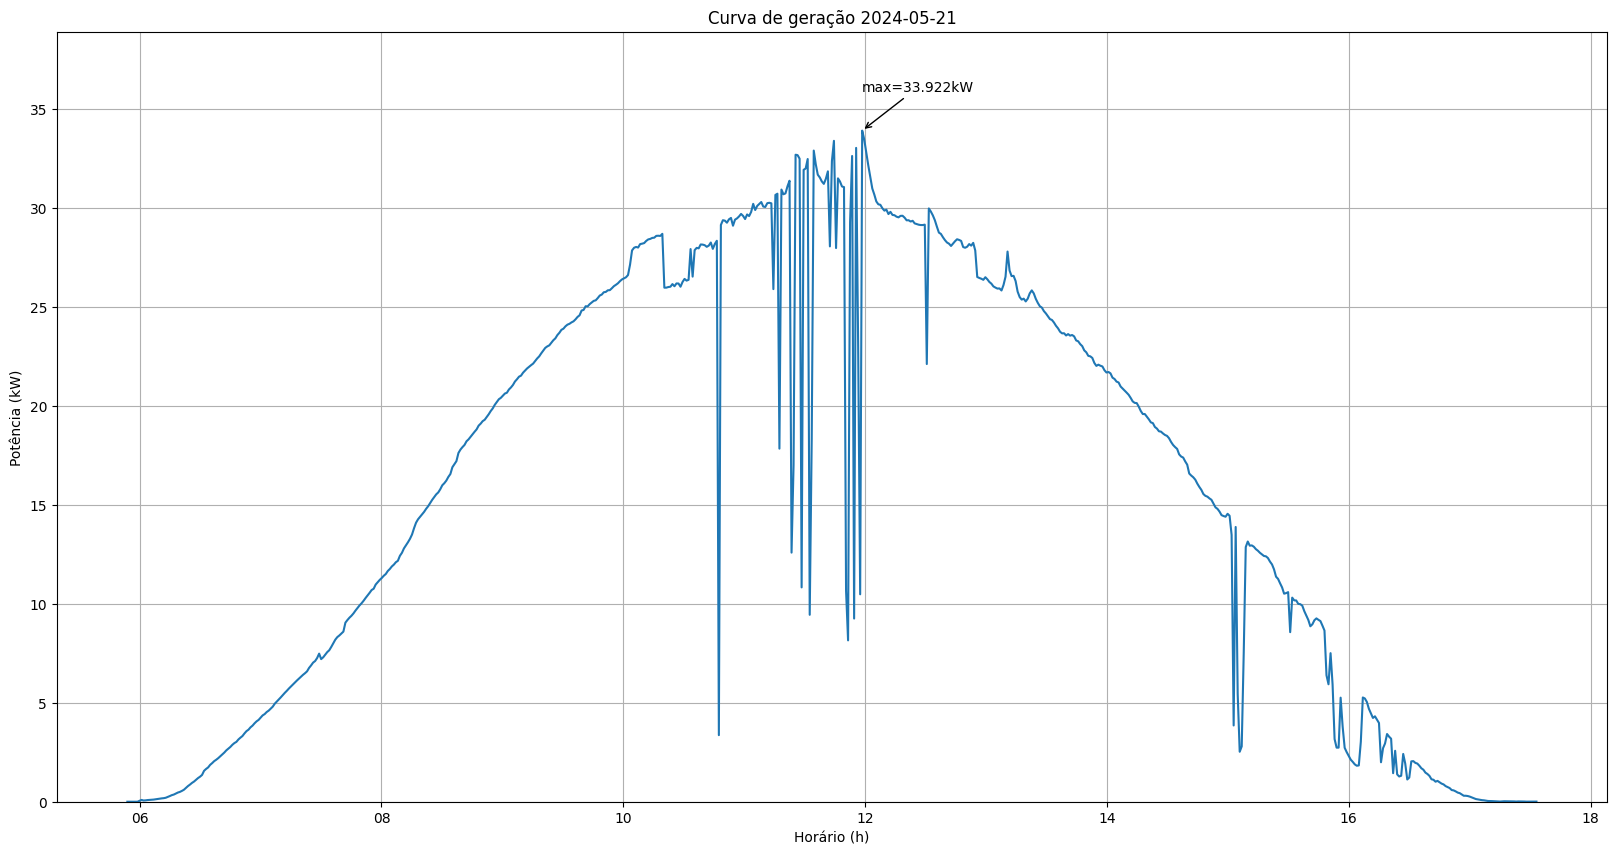 Curva de geração 2024-05-21
max=33.922kW
Potência (kW)
35
30
25
20
15
10
5
0
06 08 10 12 14 16 18
Horário (h)